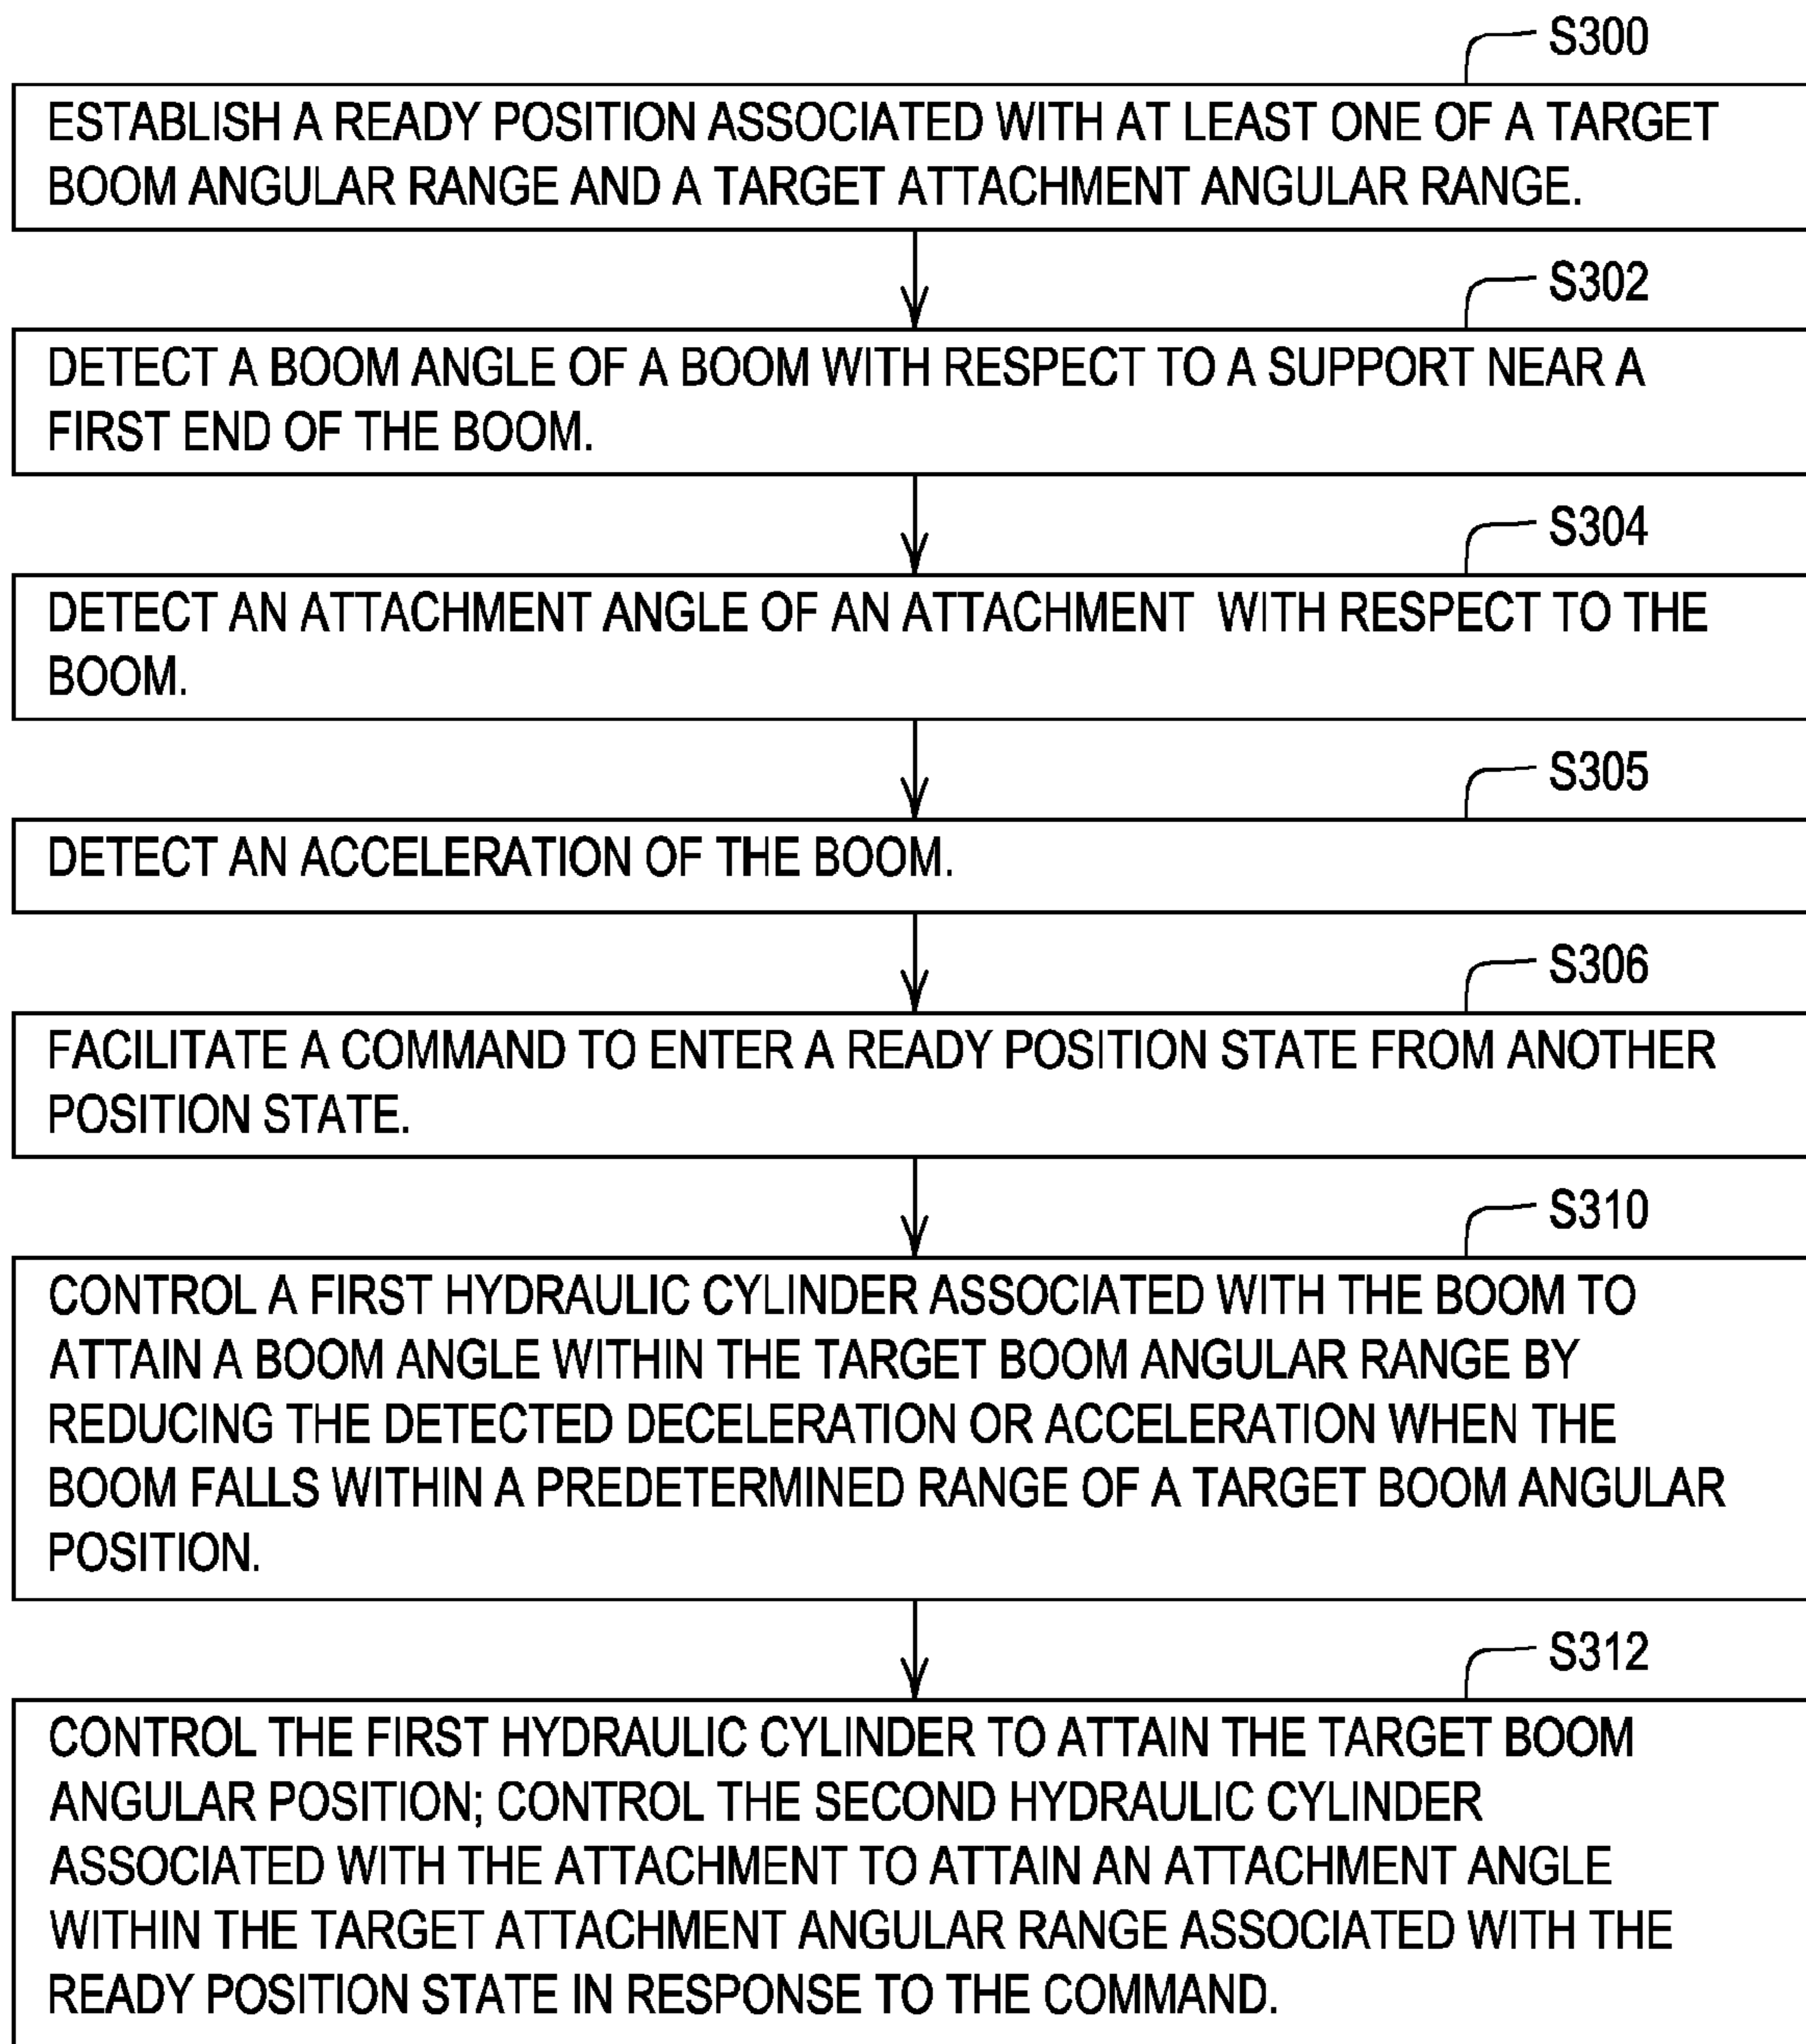 S300
ESTABLISH A READY POSITION ASSOCIATED WITH AT LEAST ONE OF A TARGET
BOOM ANGULAR RANGE AND A TARGET ATTACHMENT ANGULAR RANGE.
S302
DETECT A BOOM ANGLE OF A BOOM WITH RESPECT TO A SUPPORT NEAR A
FIRST END OF THE BOOM.
S304
DETECT AN ATTACHMENT ANGLE OF AN ATTACHMENT WITH RESPECT TO THE
BOOM.
S305
DETECT AN ACCELERATION OF THE BOOM.
S306
FACILITATE A COMMAND TO ENTER A READY POSITION STATE FROM ANOTHER
POSITION STATE.
S310
CONTROL A FIRST HYDRAULIC CYLINDER ASSOCIATED WITH THE BOOM TO
ATTAIN A BOOM ANGLE WITHIN THE TARGET BOOM ANGULAR RANGE BY
REDUCING THE DETECTED DECELERATION OR ACCELERATION WHEN THE
BOOM FALLS WITHIN A PREDETERMINED RANGE OF A TARGET BOOM ANGULAR
POSITION.
S312
CONTROL THE FIRST HYDRAULIC CYLINDER TO ATTAIN THE TARGET BOOM
ANGULAR POSITION; CONTROL THE SECOND HYDRAULIC CYLINDER
ASSOCIATED WITH THE ATTACHMENT TO ATTAIN AN ATTACHMENT ANGLE
WITHIN THE TARGET ATTACHMENT ANGULAR RANGE ASSOCIATED WITH THE
READY POSITION STATE IN RESPONSE TO THE COMMAND.